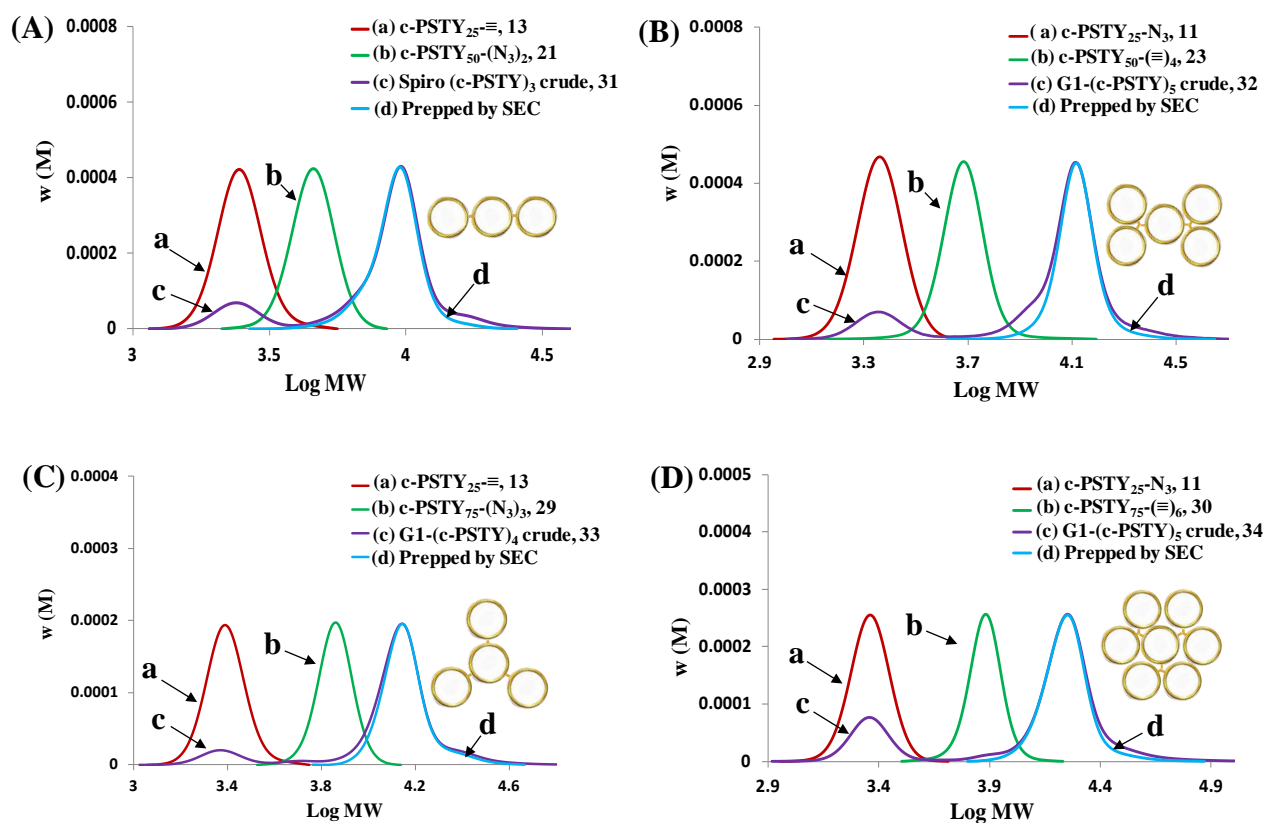 (A)
0.0008
0.0006
0.0004
0.0002
0
w (M)
3
3.5
4
4.5
Log MW
(a) c-PSTY₂₅-≡, 13
(b) c-PSTY₅₀-(N₃)₂, 21
(c) Spiro (c-PSTY)₃ crude, 31
(d) Prepped by SEC
a
b
c
d
(B)
0.0008
0.0006
0.0004
0.0002
0
w (M)
2.9
3.3
3.7
4.1
4.5
Log MW
( a) c-PSTY₂₅-N₃, 11
(b) c-PSTY₅₀-(≡)₄, 23
(c) G1-(c-PSTY)₅ crude, 32
(d) Prepped by SEC
a
b
c
d
(C)
0.0004
0.0003
0.0002
0.0001
0
w (M)
3
3.4
3.8
4.2
4.6
Log MW
(a) c-PSTY₂₅-≡, 13
(b) c-PSTY₇₅-(N₃)₃, 29
(c) G1-(c-PSTY)₄ crude, 33
(d) Prepped by SEC
a
b
c
d
(D)
0.0005
0.0004
0.0003
0.0002
0.0001
0
w (M)
2.9
3.4
3.9
4.4
4.9
Log MW
(a) c-PSTY₂₅-N₃, 11
(b) c-PSTY₇₅-(≡)₆, 30
(c) G1-(c-PSTY)₅ crude, 34
(d) Prepped by SEC
a
b
c
d